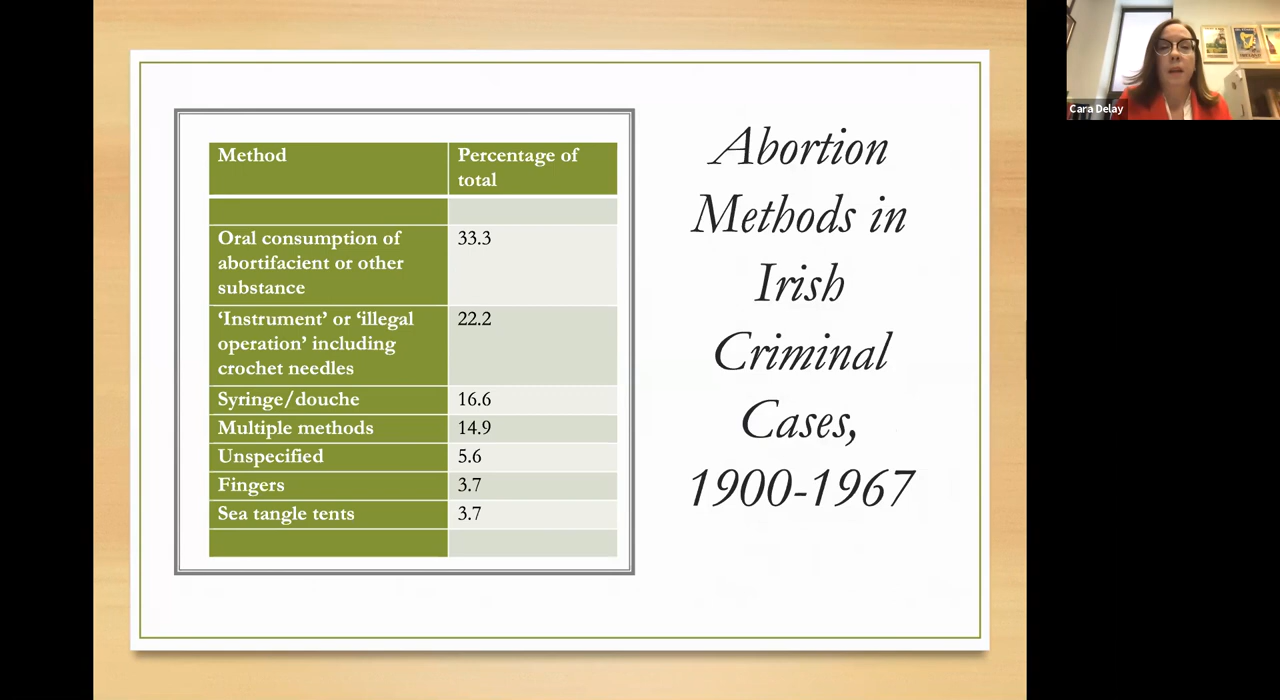 Method
Percentage of
total
Oral consumption of
abortifacient or other
substance
33.3
‘Instrument’ or ‘illegal
operation’ including
crochet needles
22.2
Syringe/douche
16.6
Multiple methods
14.9
Unspecified
5.6
Fingers
3.7
Sea tangle tents
3.7
Abortion
Methods in
Irish
Criminal
Cases,
1900-1967
Cara Delay